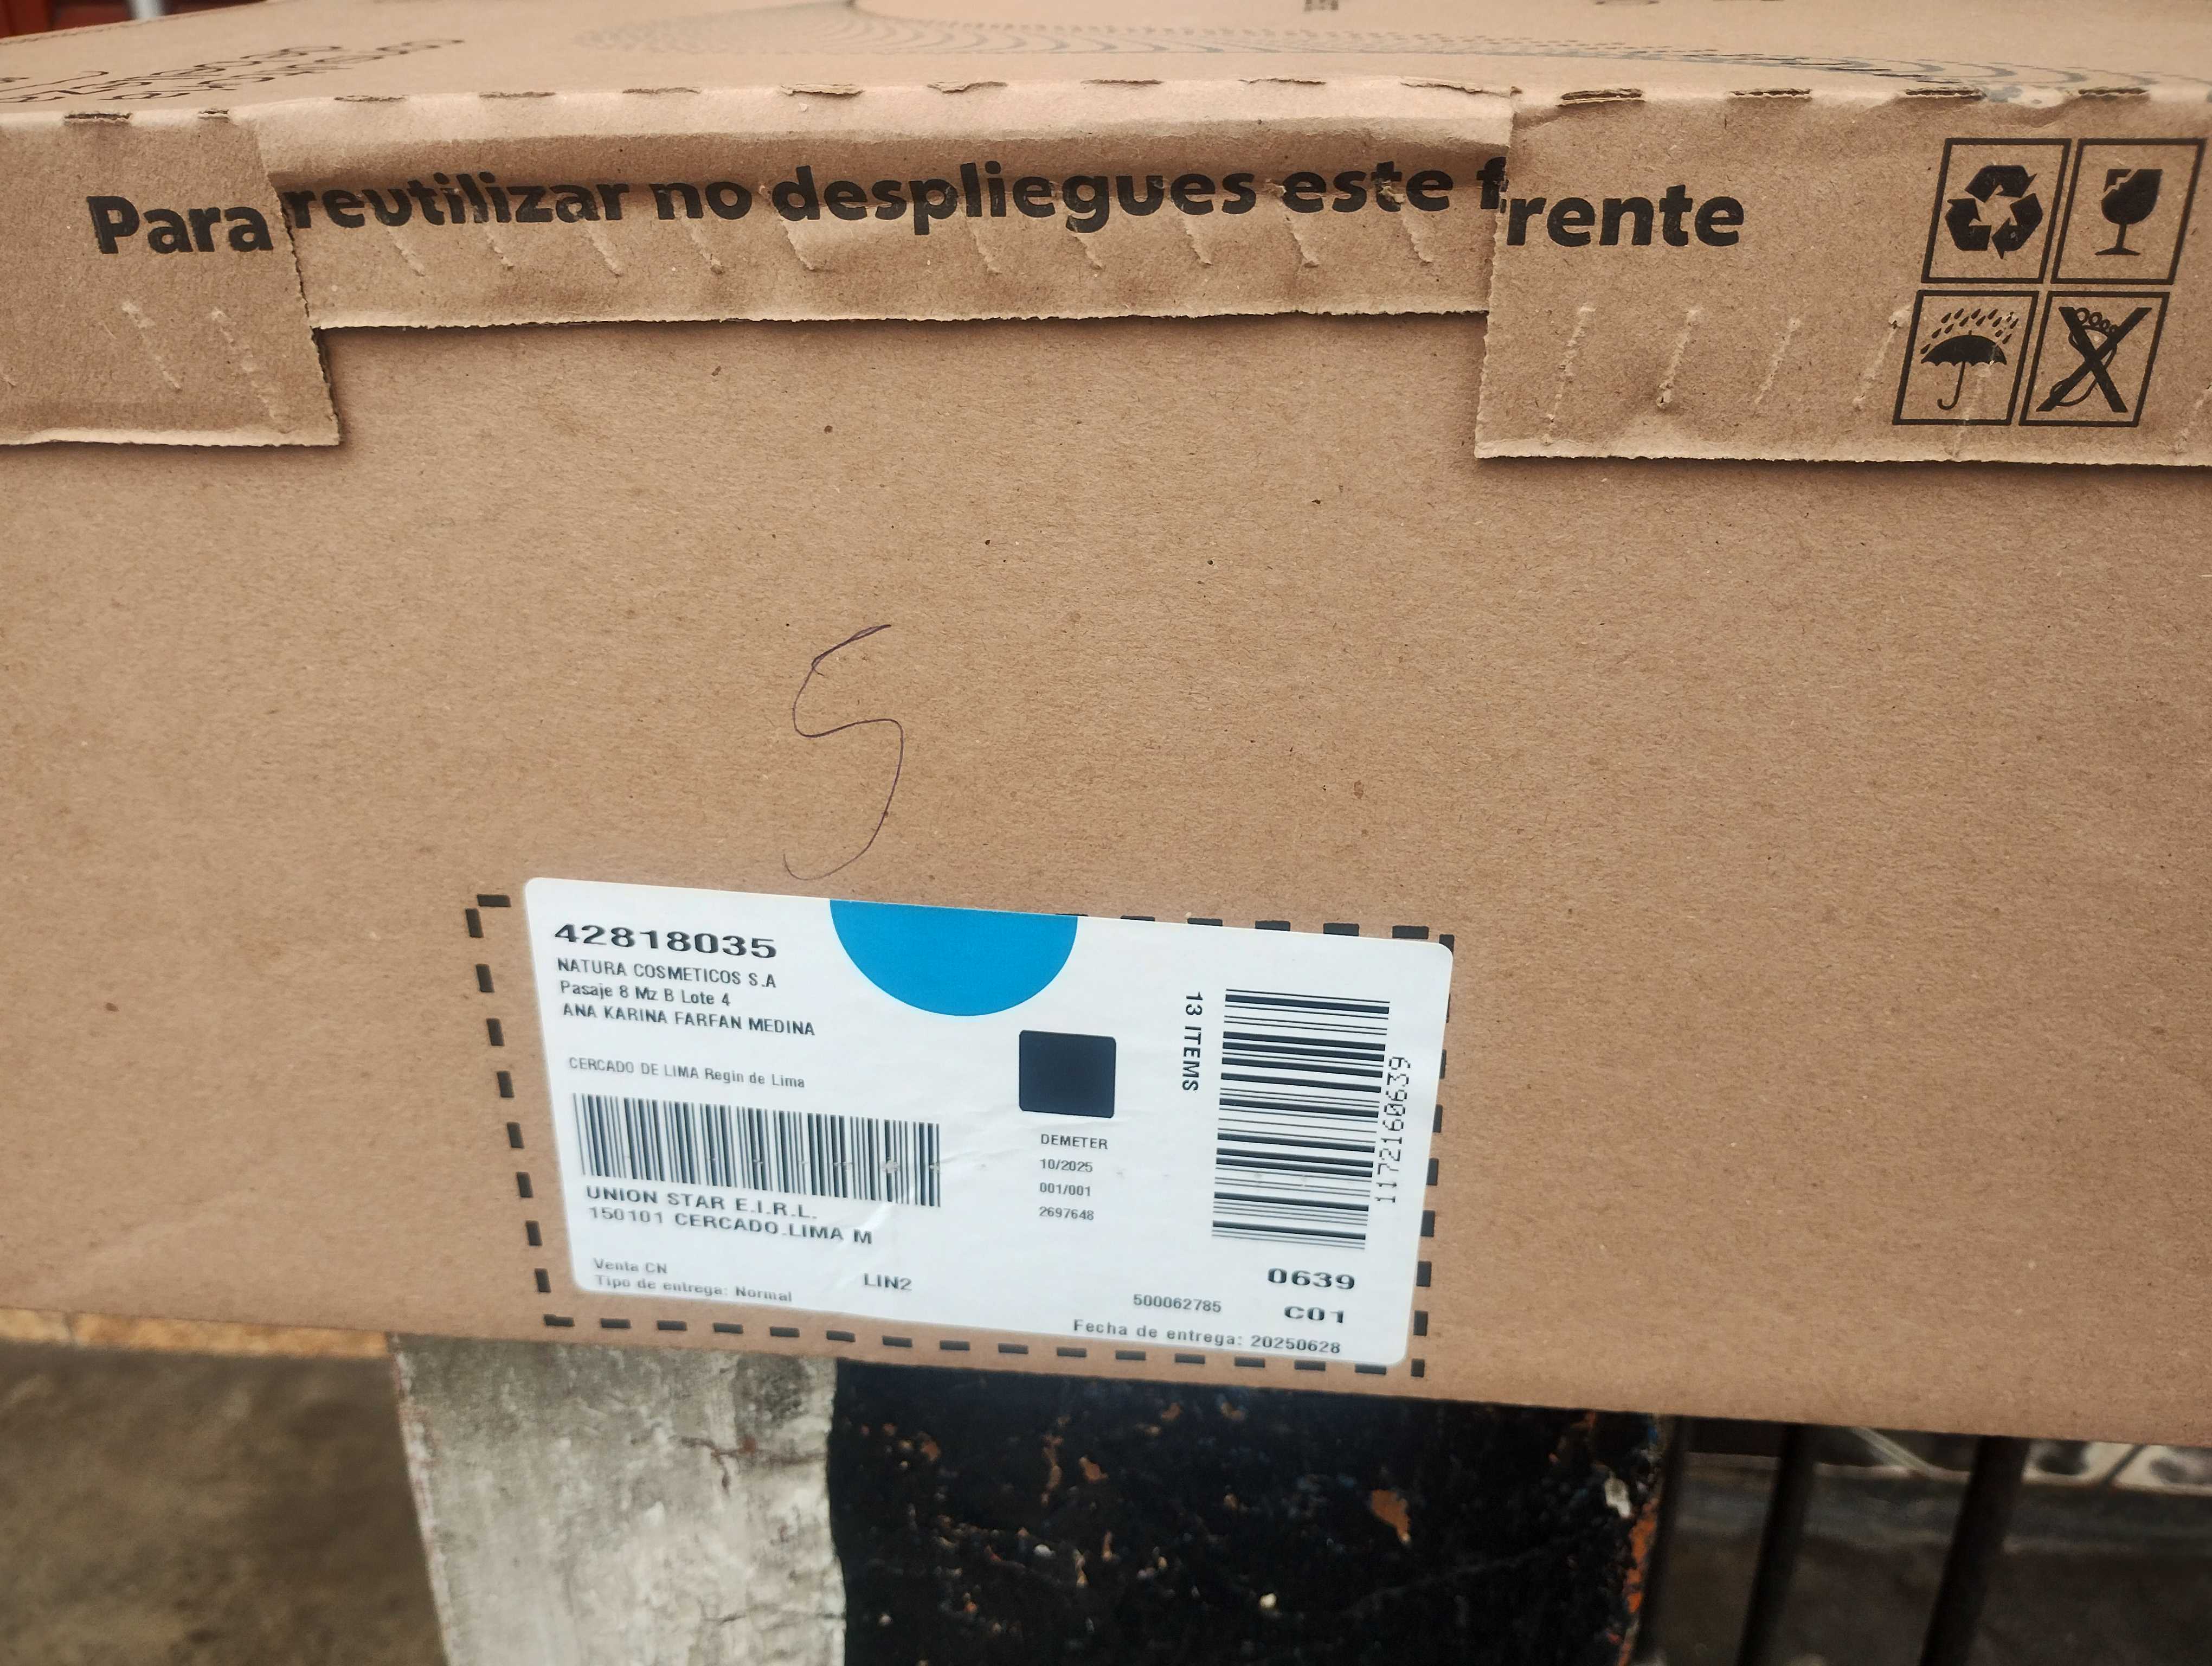 Para reutilizar no despliegues este frente
5
42818035
NATURA COSMETICOS S.A
Pasaje 8 Mz B Lote 4
ANA KARINA FARFAN MEDINA
CERCADO DE LIMA Regin de Lima
UNION STAR E.I.R.L.
150101 CERCADO.LIMA M
Venta CN
Tipo de entrega: Normal
LIN2
DEMETER
10/2025
001/001
2697648
13 ITEMS
1172160639
0639
500062785
C01
Fecha de entrega: 20250628